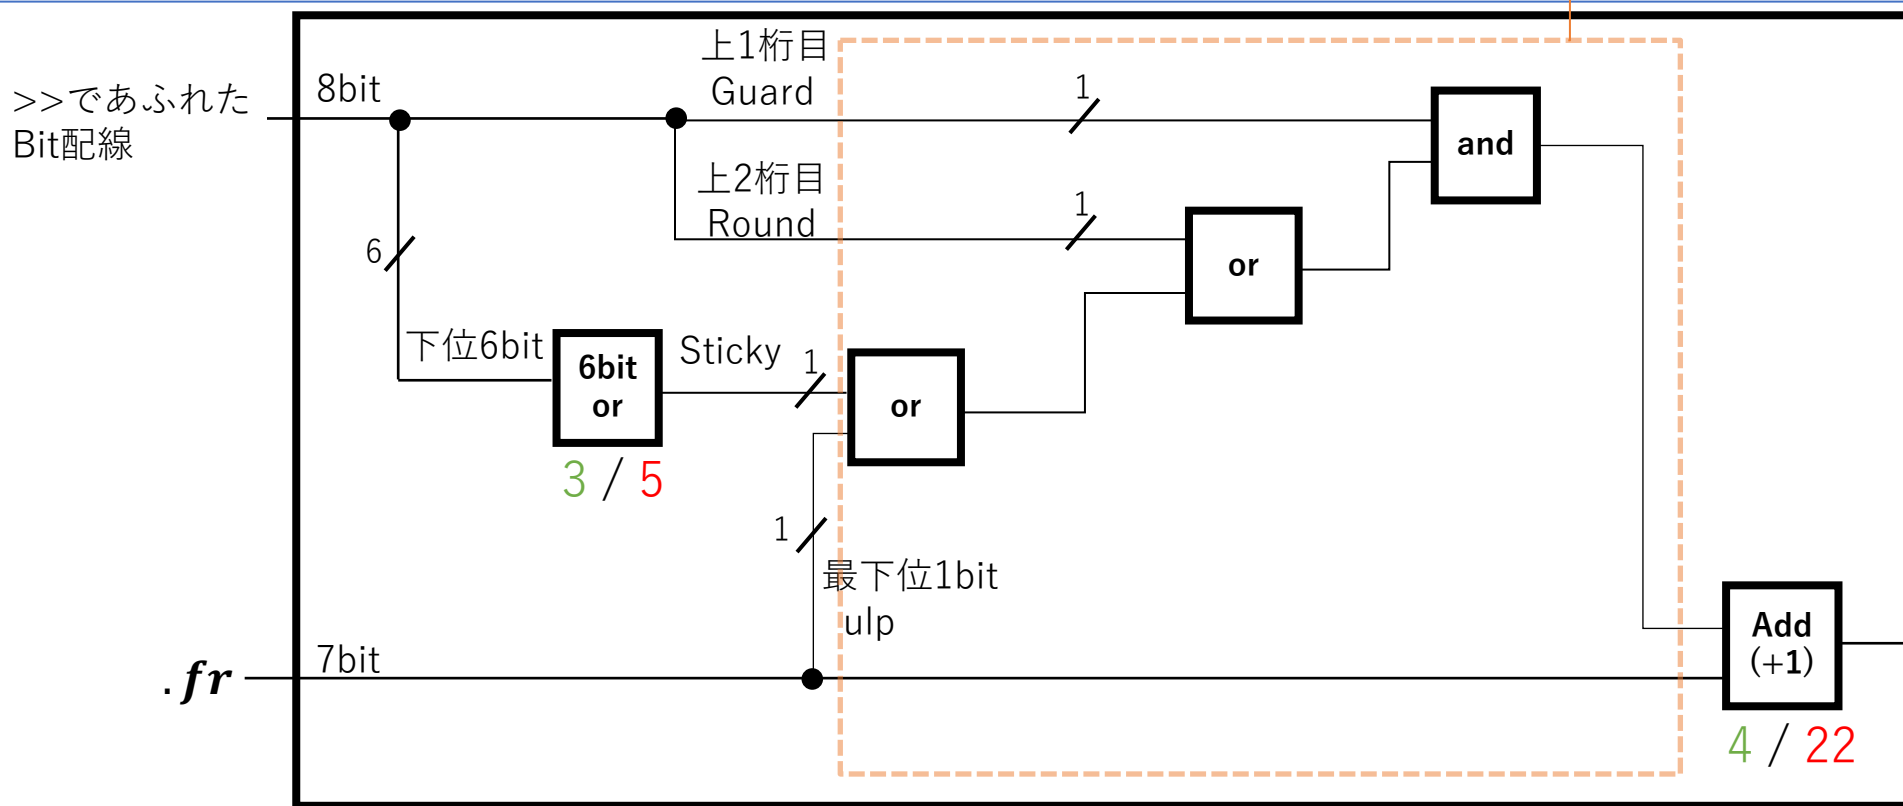 >>であふれた
Bit配線
8bit
上1桁目
Guard
1
and
上2桁目
Round
1
or
6
下位6bit
6bit
or
3 / 5
Sticky
1
or
1
最下位1bit
ulp
.fr
7bit
Add
(+1)
4 / 22